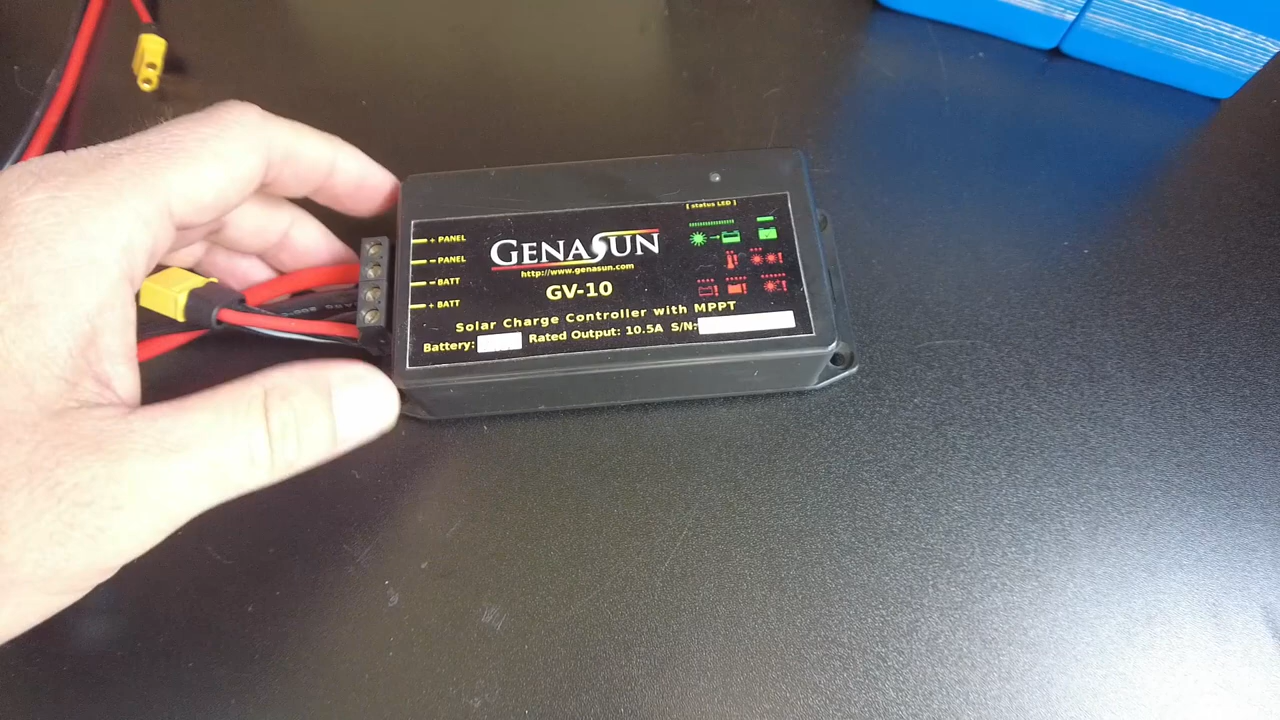 [ status LED ]
+ PANEL
- PANEL
- BATT
+ BATT
GENASUN
http://www.genasun.com
GV-10
Solar Charge Controller with MPPT
Battery:
Rated Output: 10.5A S/N: